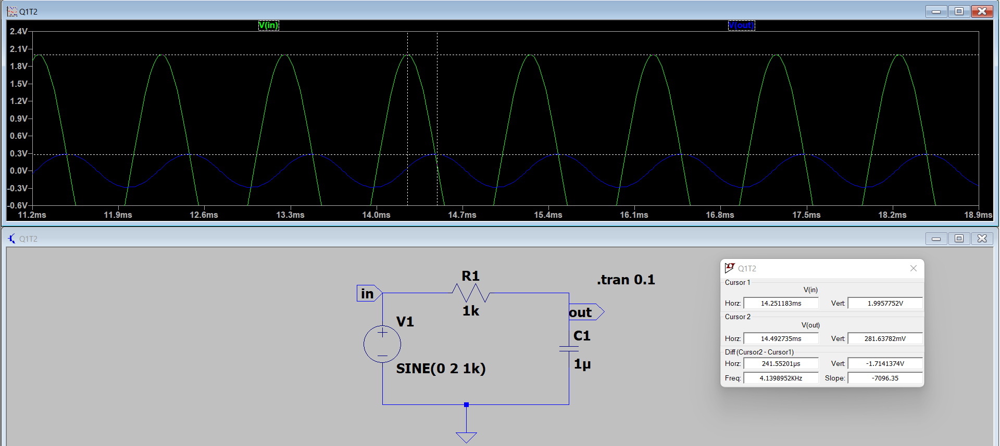 Q1T2
V(in) V(out)
2.4V
2.1V
1.8V
1.5V
1.2V
0.9V
0.6V
0.3V
0.0V
-0.3V
-0.6V
11.2ms 11.9ms 12.6ms 13.3ms 14.0ms 14.7ms 15.4ms 16.1ms 16.8ms 17.5ms 18.2ms 18.9ms
Q1T2
R1
1k
.tran 0.1
in
out
V1
SINE(0 2 1k)
C1
1µ
Q1T2
Cursor 1
V(in)
Horz: 14.251183ms Vert: 1.9957752V
Cursor 2
V(out)
Horz: 14.492735ms Vert: 281.63782mV
Diff (Cursor2 - Cursor1)
Horz: 241.55201µs Vert: -1.7141374V
Freq: 4.1398952KHz Slope: -7096.35